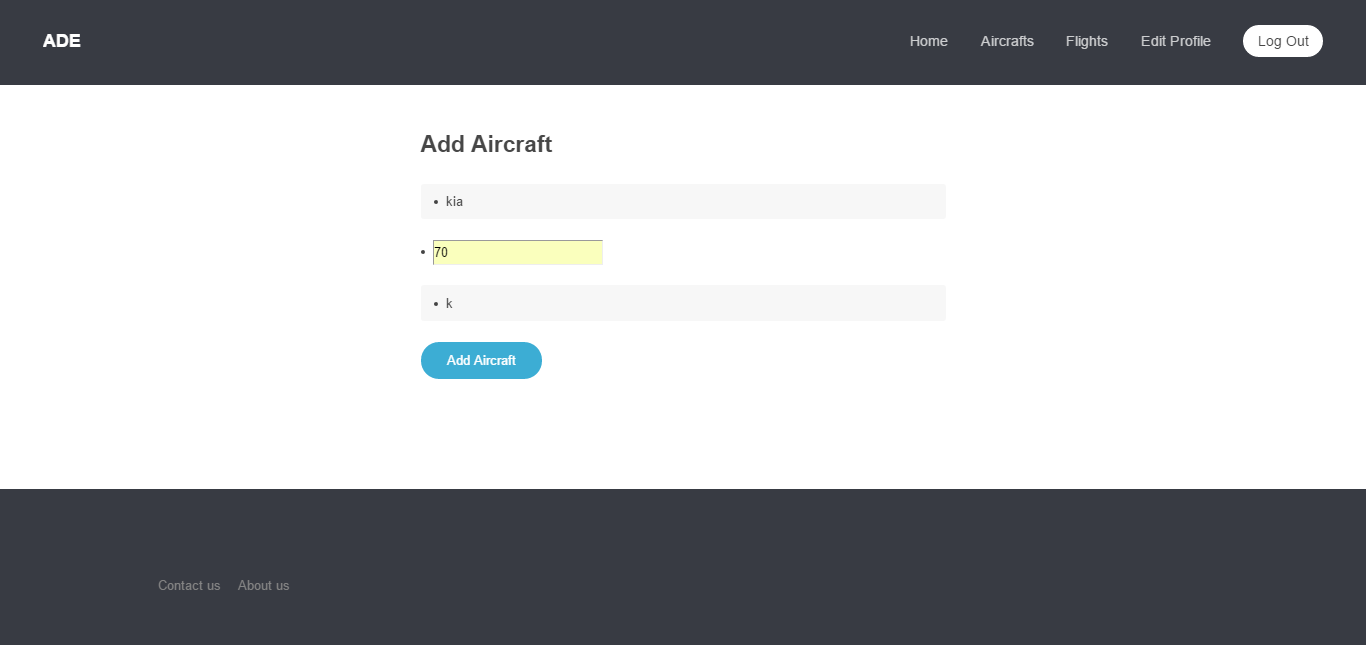 ADE
Home Aircrafts Flights Edit Profile Log Out
Add Aircraft
• kia
• 70
• k
Add Aircraft
Contact us About us